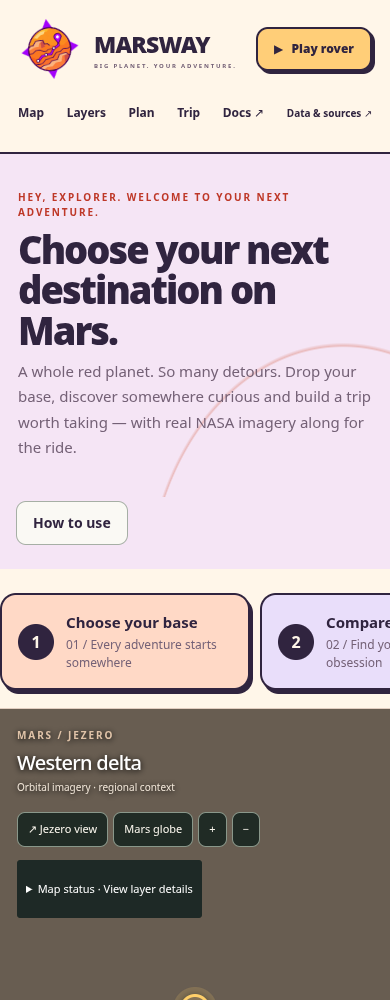 MARSWAY
BIG PLANET. YOUR ADVENTURE.
▶ Play rover
Map Layers Plan Trip Docs ↗ Data & sources ↗
HEY, EXPLORER. WELCOME TO YOUR NEXT
ADVENTURE.
Choose your next
destination on
Mars.
A whole red planet. So many detours. Drop your
base, discover somewhere curious and build a trip
worth taking — with real NASA imagery along for
the ride.
How to use
1
Choose your base
01 / Every adventure starts
somewhere
2
Compare
02 / Find yo
obsession
MARS / JEZERO
Western delta
Orbital imagery · regional context
↗ Jezero view Mars globe + −
▶ Map status · View layer details